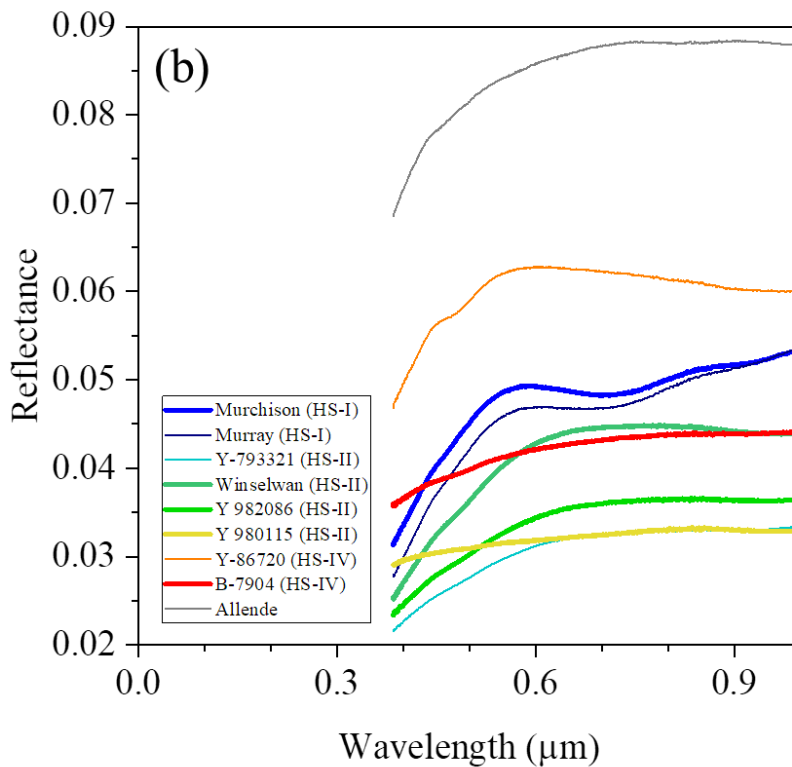 (b)
Reflectance
0.09
0.08
0.07
0.06
0.05
0.04
0.03
0.02
Murchison (HS-I)
Murray (HS-I)
Y-793321 (HS-II)
Winselwan (HS-II)
Y 982086 (HS-II)
Y 980115 (HS-II)
Y-86720 (HS-IV)
B-7904 (HS-IV)
Allende
0.0 0.3 0.6 0.9
Wavelength (μm)